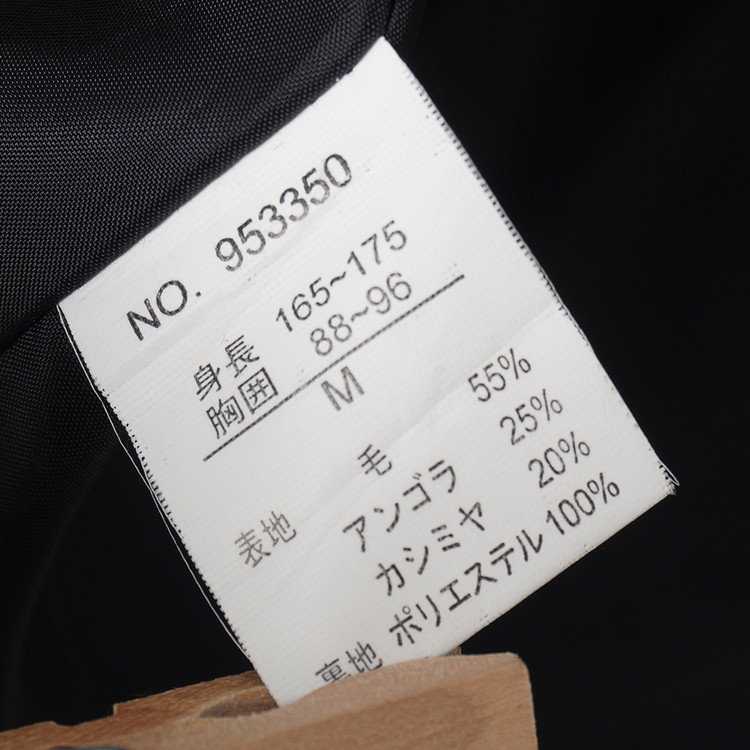 NO. 953350
身長 165~175
胸囲 88~96
M
表地 毛 55%
アンゴラ 25%
カシミヤ 20%
裏地 ポリエステル 100%